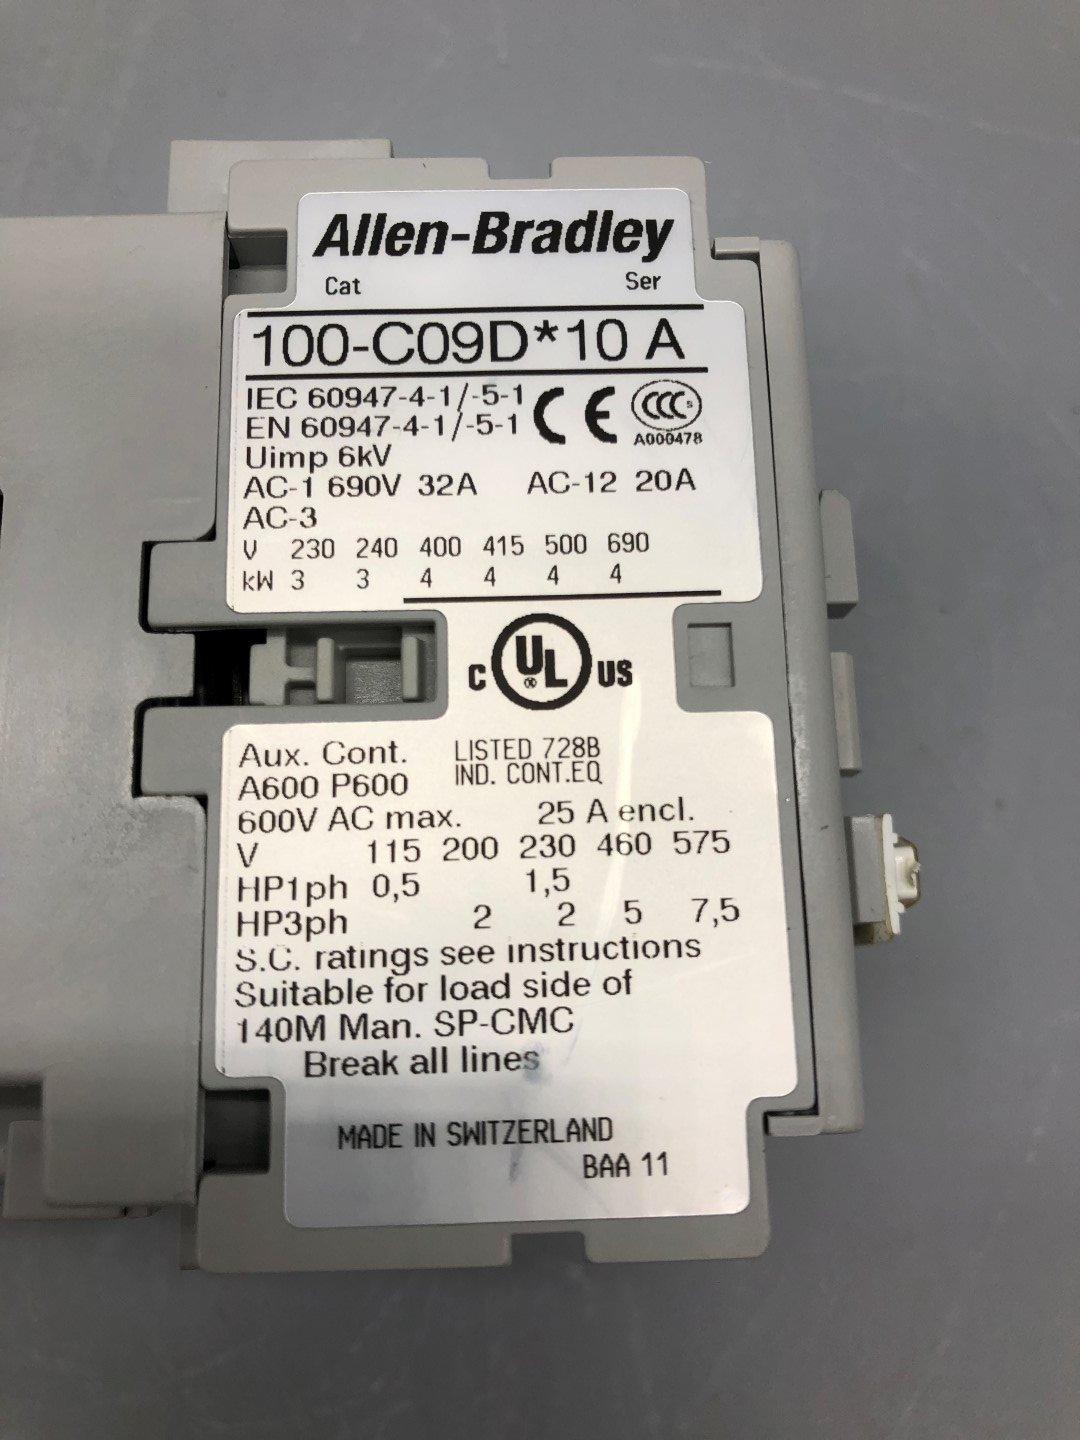 Allen-Bradley
Cat Ser
100-C09D*10 A
IEC 60947-4-1/-5-1
EN 60947-4-1/-5-1
CE
CCC S
A000478
Uimp 6kV
AC-1 690V 32A AC-12 20A
AC-3
V 230 240 400 415 500 690
kW 3 3 4 4 4 4
C UL ® US
Aux. Cont. LISTED 728B
A600 P600 IND. CONT.EQ
600V AC max. 25 A encl.
V 115 200 230 460 575
HP1ph 0,5 1,5
HP3ph 2 2 5 7,5
S.C. ratings see instructions
Suitable for load side of
140M Man. SP-CMC
Break all lines
MADE IN SWITZERLAND
BAA 11